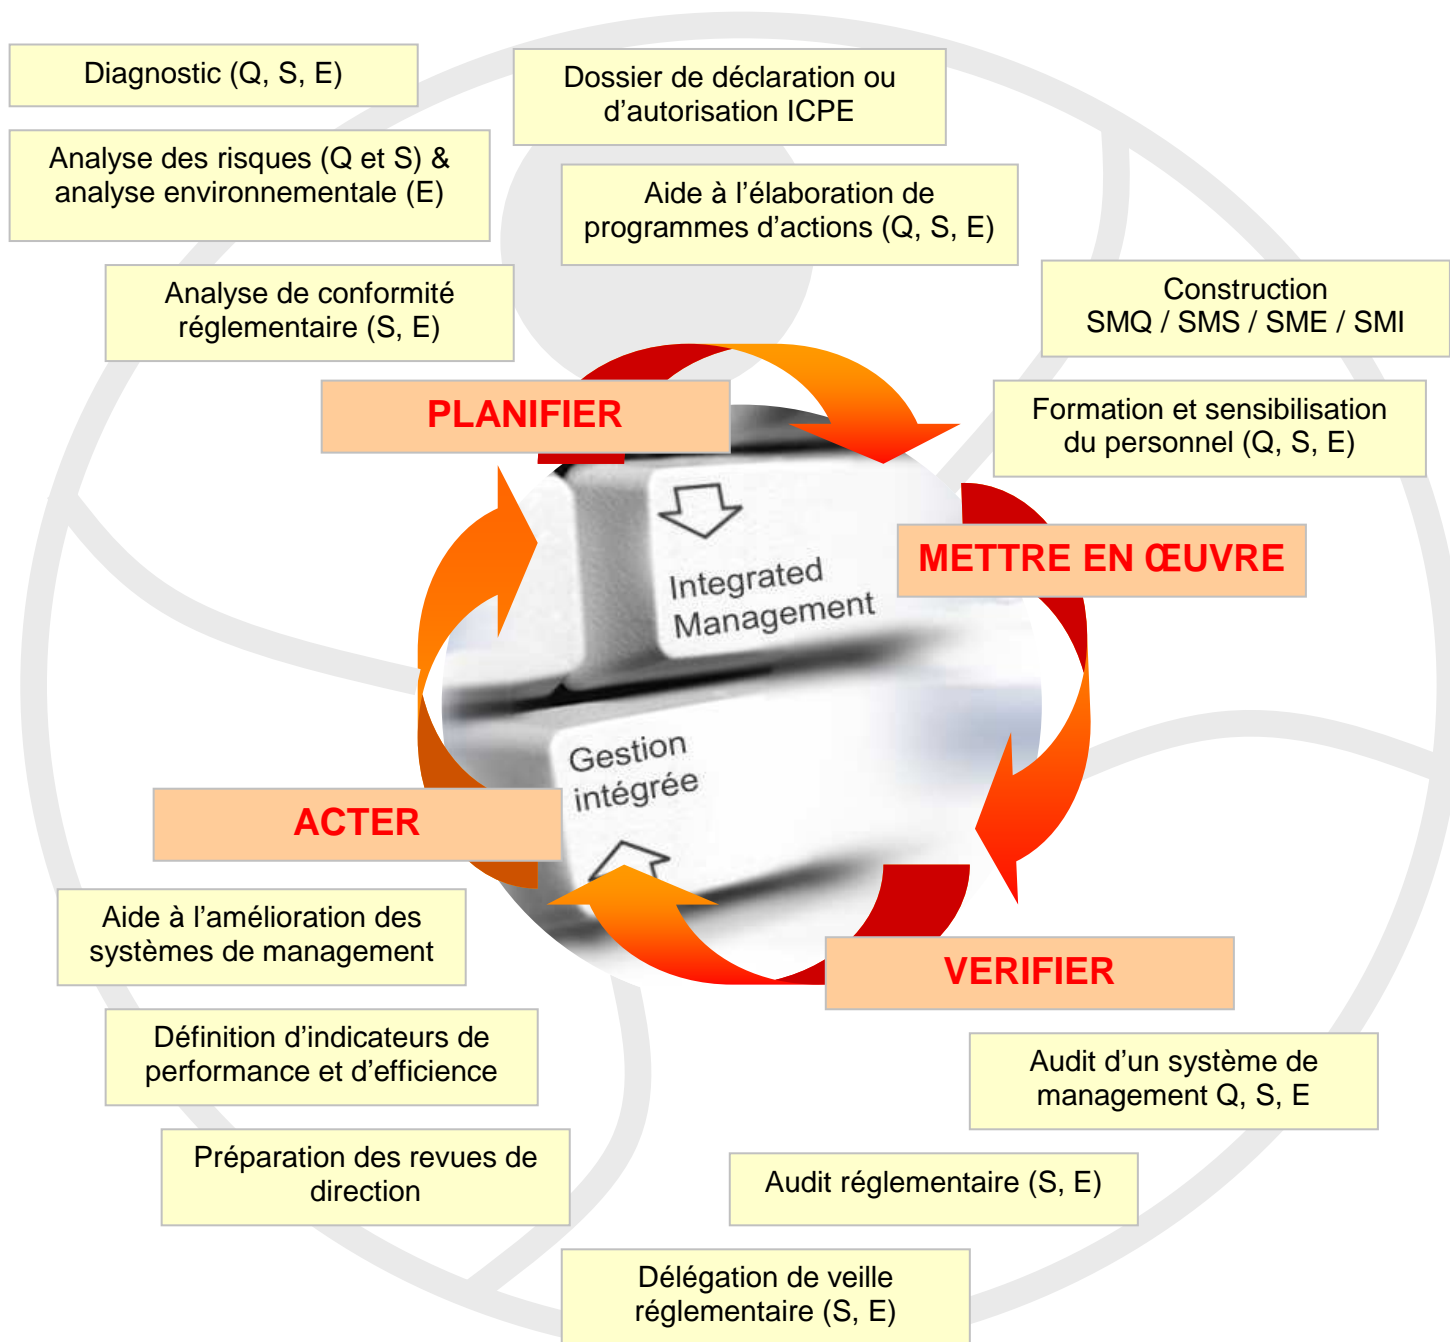 Diagnostic (Q, S, E)
Dossier de déclaration ou
d’autorisation ICPE
Analyse des risques (Q et S) &
analyse environnementale (E)
Aide à l’élaboration de
programmes d’actions (Q, S, E)
Analyse de conformité
réglementaire (S, E)
Construction
SMQ / SMS / SME / SMI
PLANIFIER
Formation et sensibilisation
du personnel (Q, S, E)
METTRE EN ŒUVRE
Integrated
Management
Gestion
intégrée
ACTER
Aide à l’amélioration des
systèmes de management
VERIFIER
Définition d’indicateurs de
performance et d’efficience
Audit d’un système de
management Q, S, E
Préparation des revues de
direction
Audit réglementaire (S, E)
Délégation de veille
réglementaire (S, E)